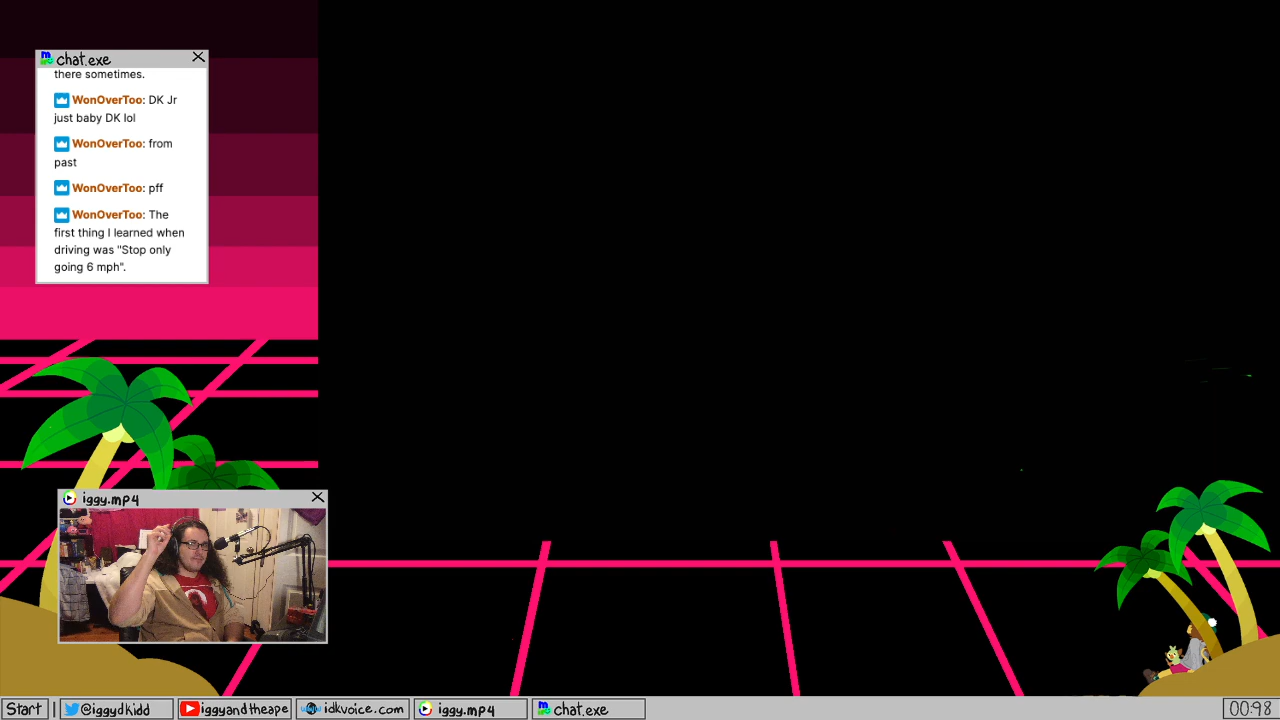 chat.exe
there sometimes.
WonOverToo: DK Jr
just baby DK lol
WonOverToo: from
past
WonOverToo: pff
WonOverToo: The
first thing I learned when
driving was "Stop only
going 6 mph".
iggy.mp4
Start | @iggydkidd iggyandtheape idkvoice.com iggy.mp4 chat.exe 00:98